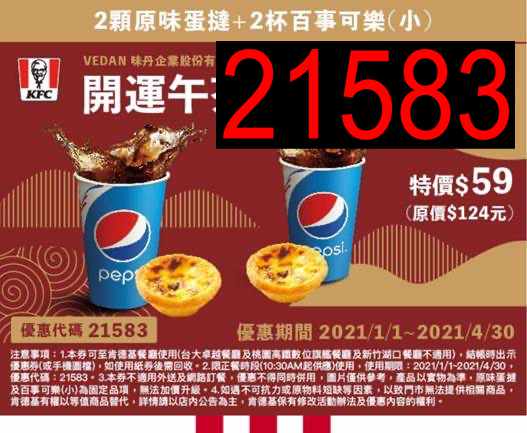 2顆原味蛋撻+2杯百事可樂(小)
VEDAN 味丹企業股份有
KFC
開運午
21583
特價$59
(原價$124元)
pepsi
pepsi.
優惠代碼 21583
優惠期間 2021/1/1~2021/4/30
注意事項：1.本券可至肯德基餐廳使用(台大卓越餐廳及桃園高鐵數位旗艦餐廳及新竹湖口餐廳不適用)，結帳時出示
優惠券(或手機圖檔)，如使用紙券後需回收。2.限正餐時段(10:30AM起供應)使用，使用期限：2021/1/1~2021/4/30，
優惠代碼：21583。3.本券不適用外送及網路訂餐，優惠不得同時併用，圖片僅供參考，產品以實物為準，原味蛋撻
及百事可樂(小)為固定品項，無法加價升級。4.如遇不可抗力或原物料短缺等因素，以致門市無法提供相關商品，
肯德基有權以等值商品替代，詳情請以店內公告為主，肯德基保有修改活動辦法及優惠內容的權利。